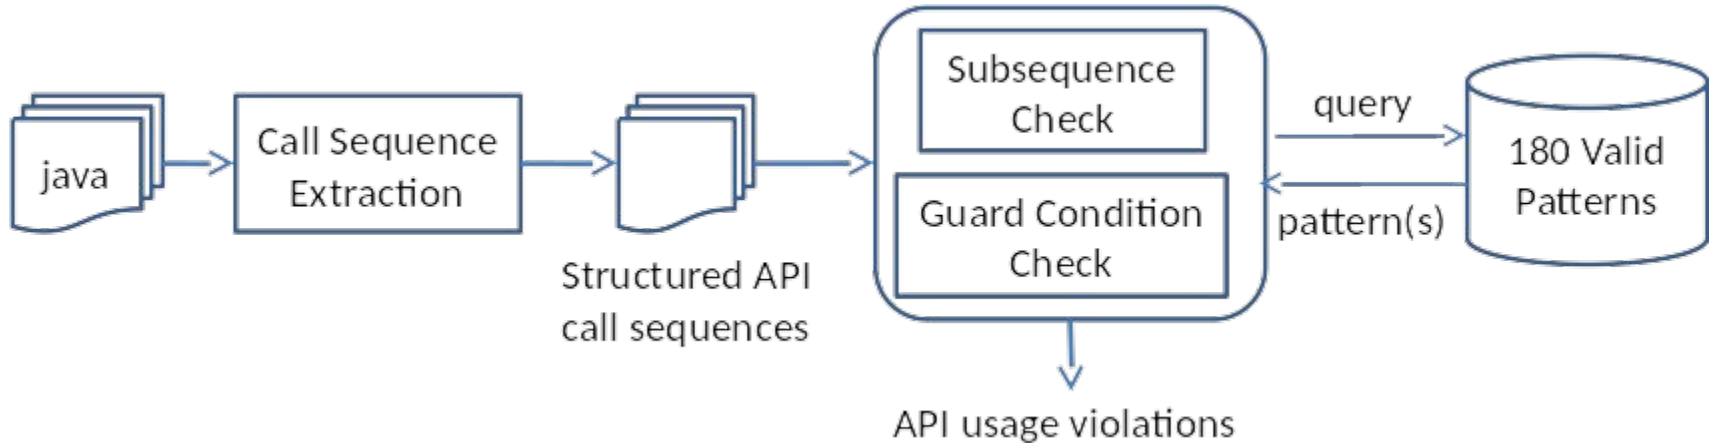 java
Call Sequence
Extraction
Structured API
call sequences
Subsequence
Check
Guard Condition
Check
query
pattern(s)
180 Valid
Patterns
API usage violations